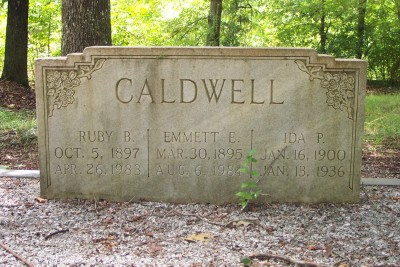 CALDWELL
RUBY B. EMMETT E. IDA P.
OCT. 5, 1897 MAR. 30, 1895 JAN. 16, 1900
APR. 26, 1983 AUG. 6, JAN. 13, 1936